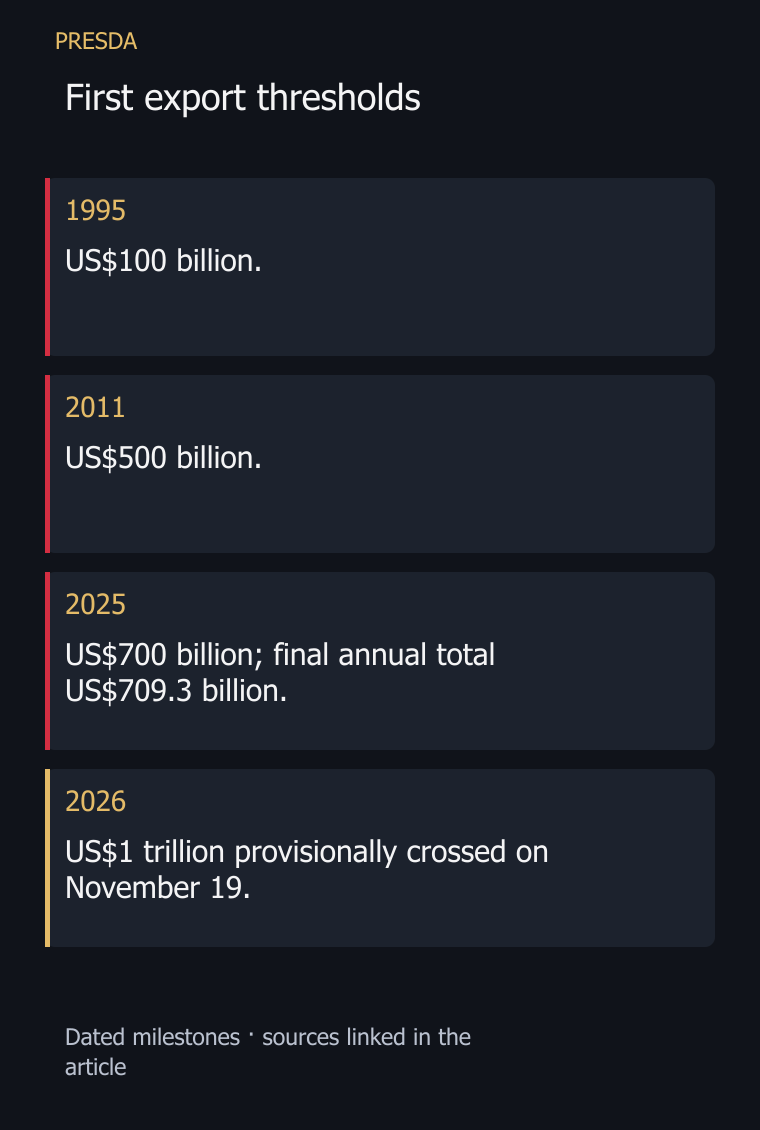 PRESDA
First export thresholds
1995
US$100 billion.
2011
US$500 billion.
2025
US$700 billion; final annual total
US$709.3 billion.
2026
US$1 trillion provisionally crossed on
November 19.
Dated milestones · sources linked in the
article